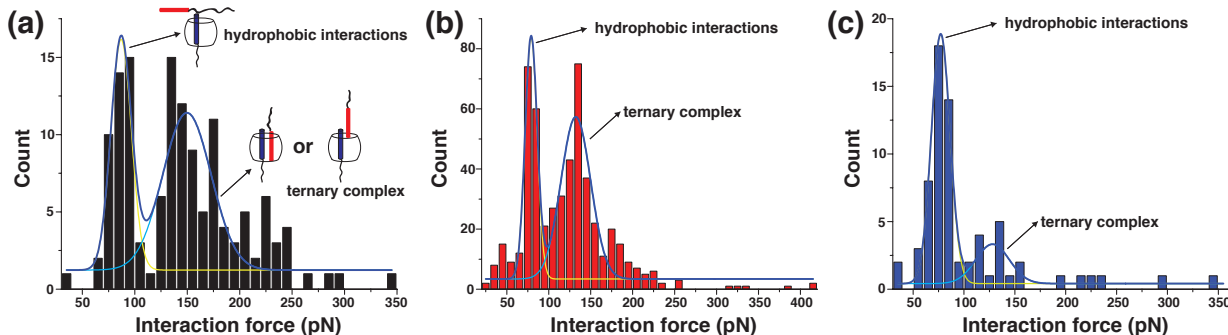 (a)
hydrophobic interactions
or
ternary complex
Count
15
10
5
0
50 100 150 200 250 300 350
Interaction force (pN)
(b)
hydrophobic interactions
ternary complex
Count
80
60
40
20
0
50 100 150 200 250 300 350 400
Interaction force (pN)
(c)
hydrophobic interactions
ternary complex
Count
20
15
10
5
0
50 100 150 200 250 300 350
Interaction force (pN)